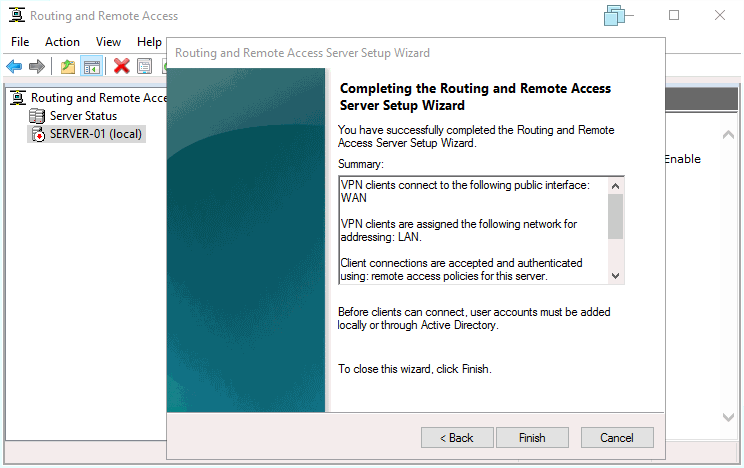 Routing and Remote Access
File Action View Help
Routing and Remote Acce
Server Status
SERVER-01 (local)
Routing and Remote Access Server Setup Wizard
Completing the Routing and Remote Access
Server Setup Wizard
You have successfully completed the Routing and Remote
Access Server Setup Wizard.
Summary:
VPN clients connect to the following public interface:
WAN
VPN clients are assigned the following network for
addressing: LAN.
Client connections are accepted and authenticated
using: remote access policies for this server.
Before clients can connect, user accounts must be added
locally or through Active Directory.
To close this wizard, click Finish.
< Back
Finish
Cancel
Enable